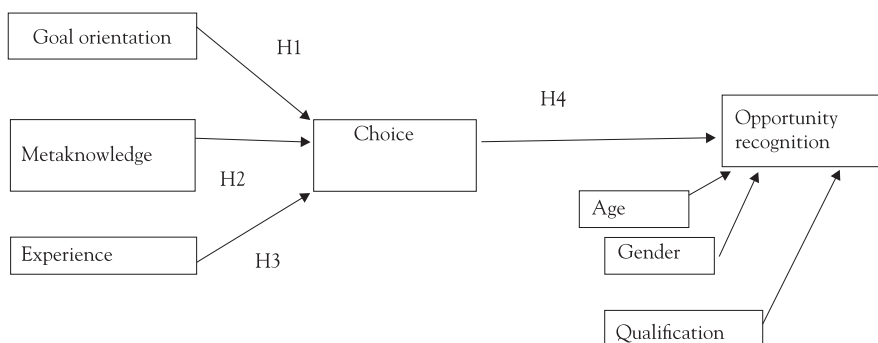 Goal orientation
H1
H4
Opportunity
recognition
Choice
Metaknowledge
H2
Age
Gender
Experience
H3
Qualification